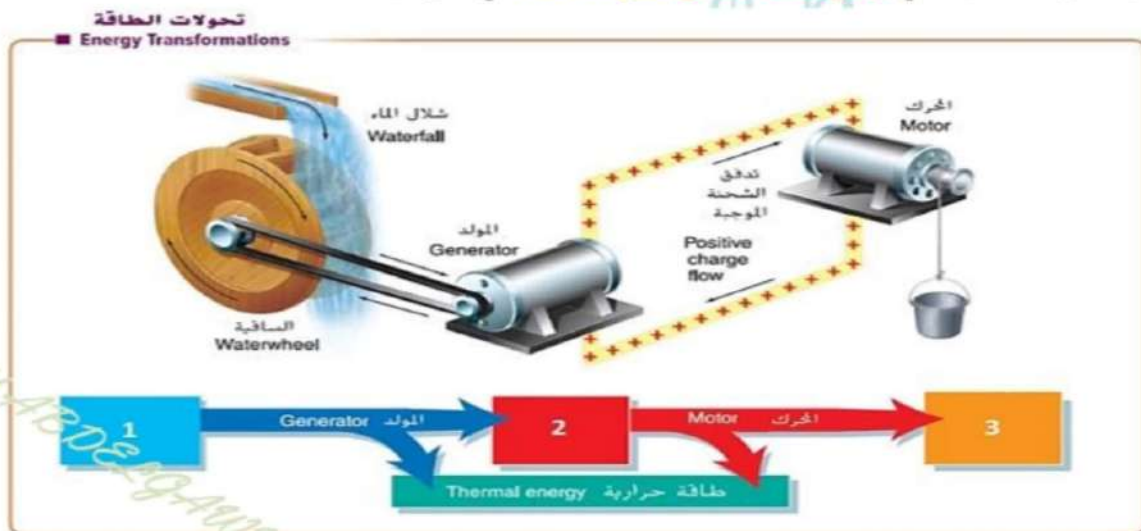 تحولات الطاقة
Energy Transformations
شلال الماء
Waterfall
المحرك
Motor
تدفق
الشحنة
الموجبة
Positive
charge
flow
المولد
Generator
الساقية
Waterwheel
1
Generator المولد
2
Motor المحرك
3
Thermal energy طاقة حرارية